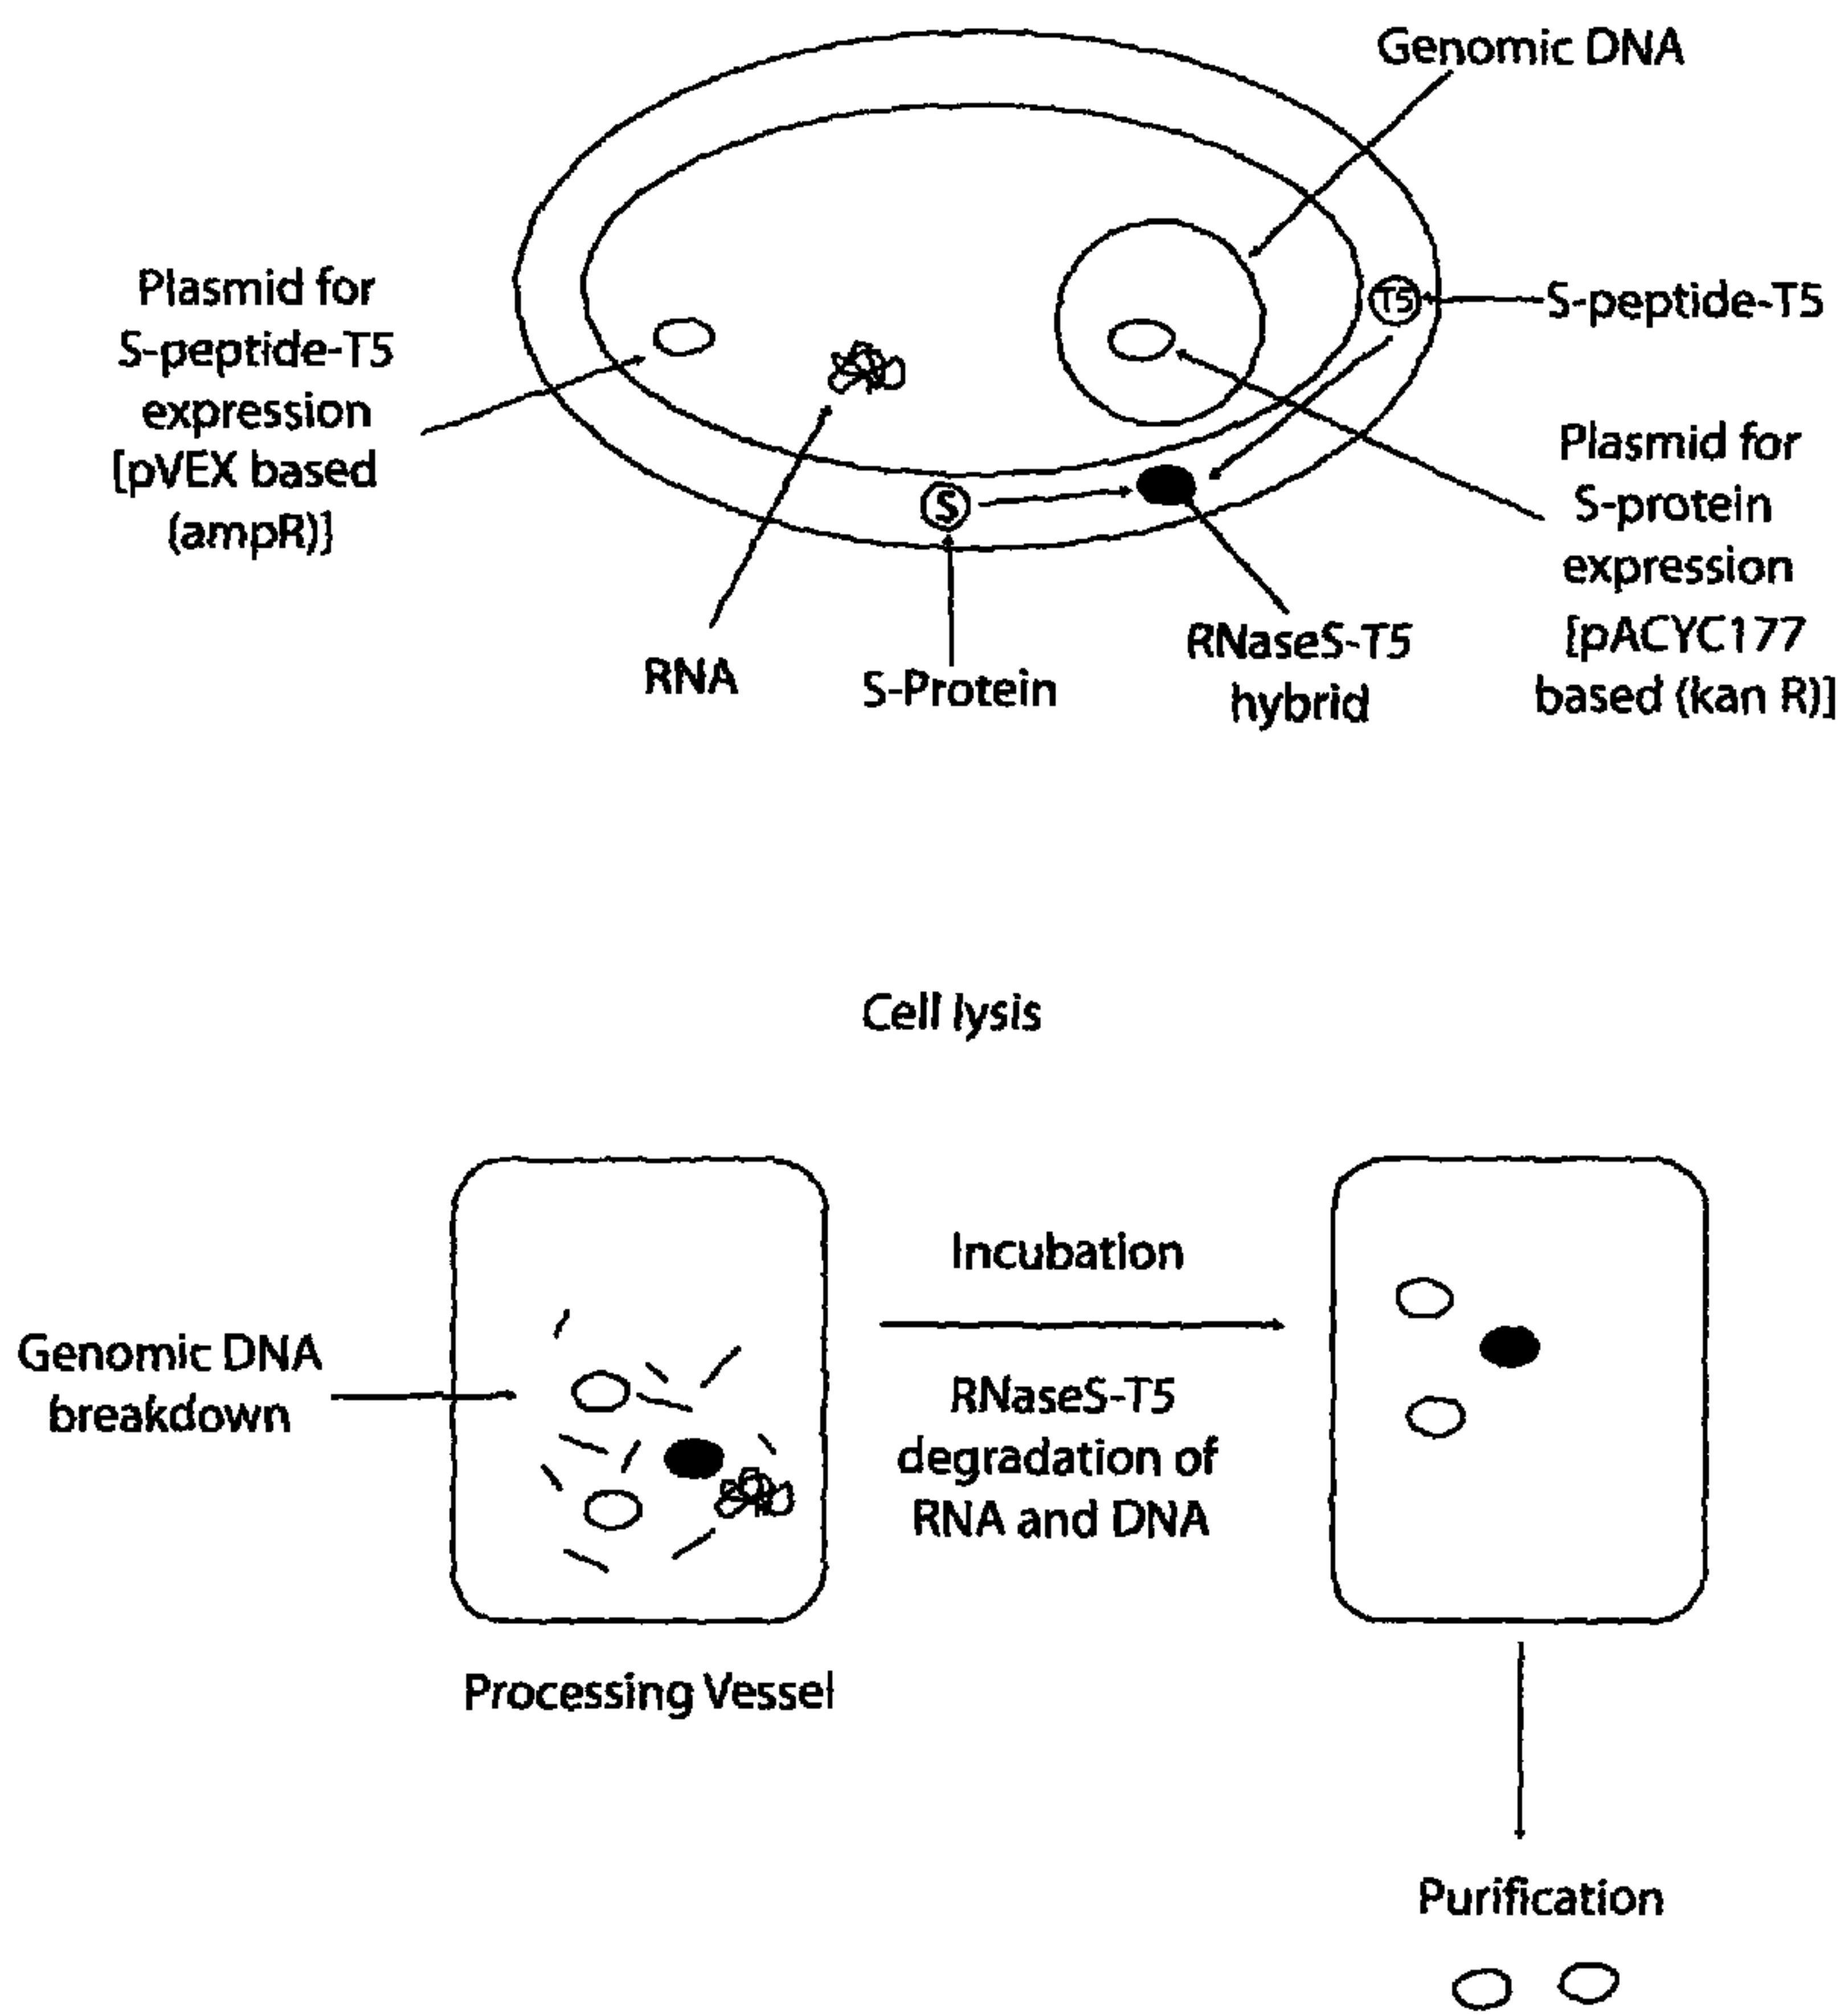 Genomic DNA
Plasmid for
S-peptide-T5
expression
[pVEX based
(ampR)]
T5
S-peptide-T5
Plasmid for
S-protein
expression
[pACYC177
based (kan R)]
S
RNA
S-Protein
RNaseS-T5
hybrid
Cell lysis
Genomic DNA
breakdown
Incubation
RNaseS-T5
degradation of
RNA and DNA
Processing Vessel
Purification